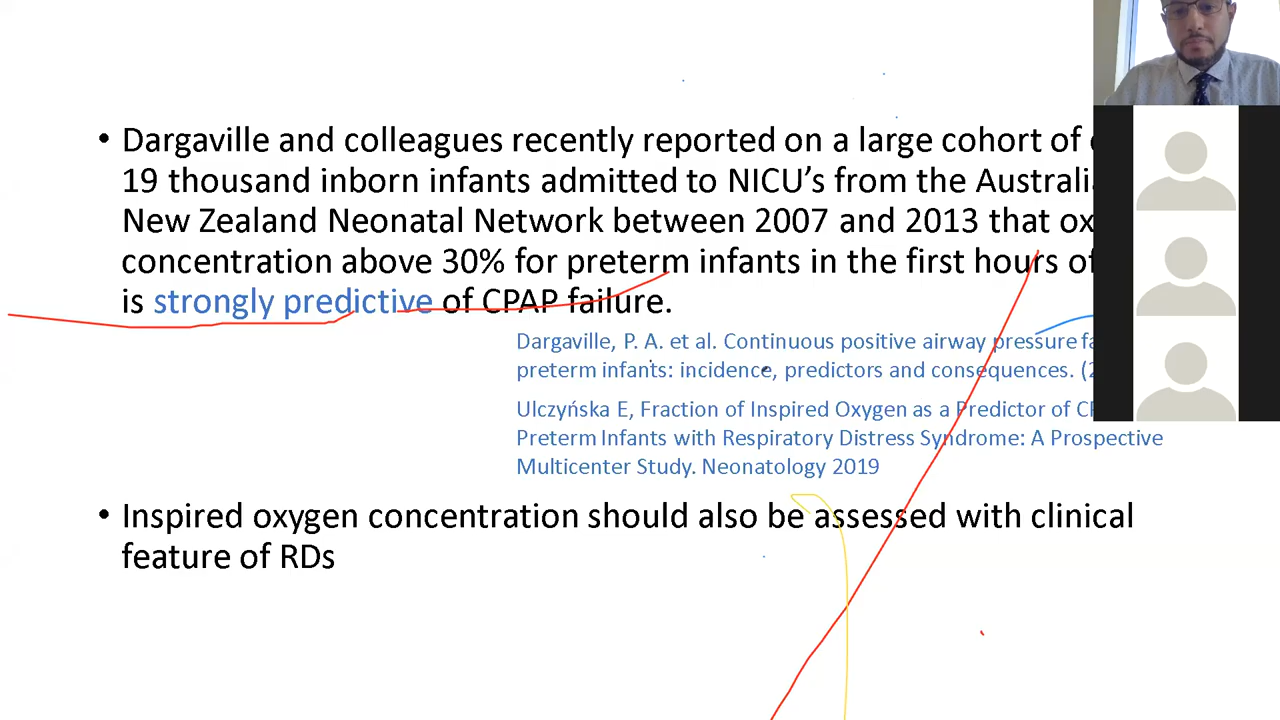 • Dargaville and colleagues recently reported on a large cohort of
19 thousand inborn infants admitted to NICU's from the
New Zealand Neonatal Network between 2007 and 2013 that
concentration above 30% for preterm infants in the first hours of
is strongly predictive of CPAP failure.
Dargaville, P. A. et al. Continuous positive airway pressure
preterm infants: incidence, predictors and consequences.
Ulczyńska E, Fraction of Inspired Oxygen as a Predictor of
Preterm Infants with Respiratory Distress Syndrome: A Prospective
Multicenter Study. Neonatology 2019
• Inspired oxygen concentration should also be assessed with clinical
feature of RDs